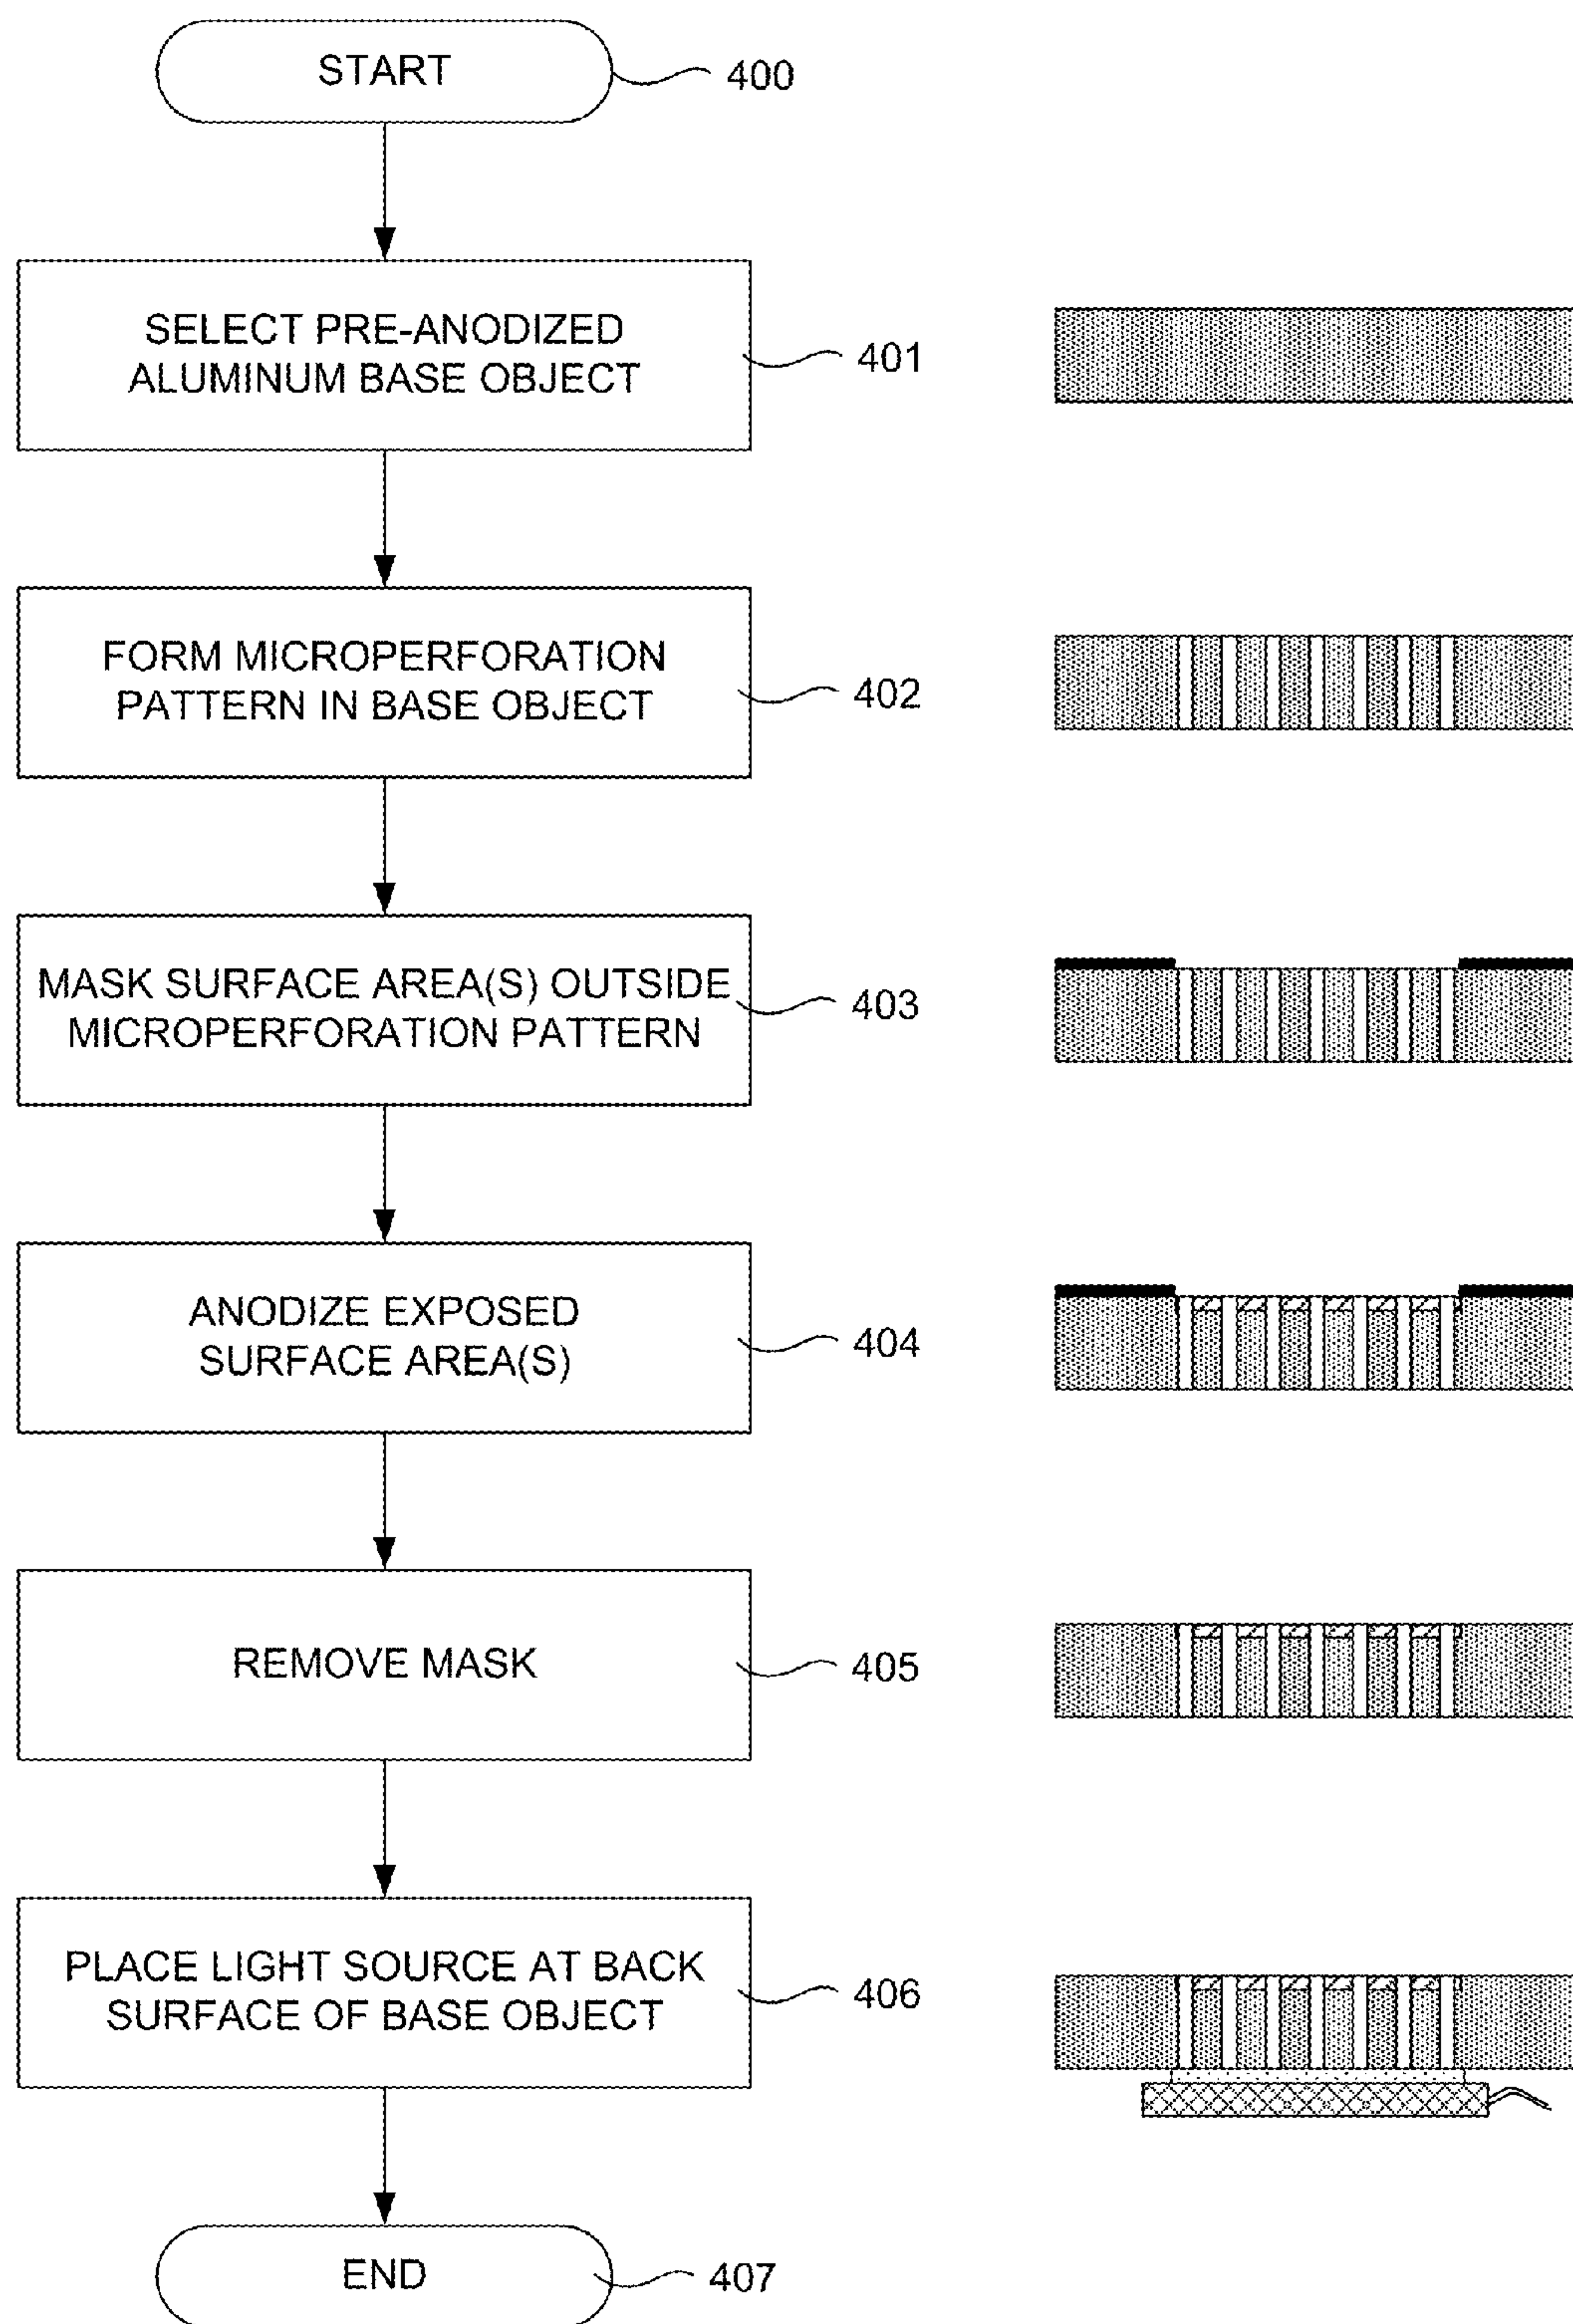 START
400
SELECT PRE-ANODIZED
ALUMINUM BASE OBJECT
401
FORM MICROPERFORATION
PATTERN IN BASE OBJECT
402
MASK SURFACE AREA(S) OUTSIDE
MICROPERFORATION PATTERN
403
ANODIZE EXPOSED
SURFACE AREA(S)
404
REMOVE MASK
405
PLACE LIGHT SOURCE AT BACK
SURFACE OF BASE OBJECT
406
END
407